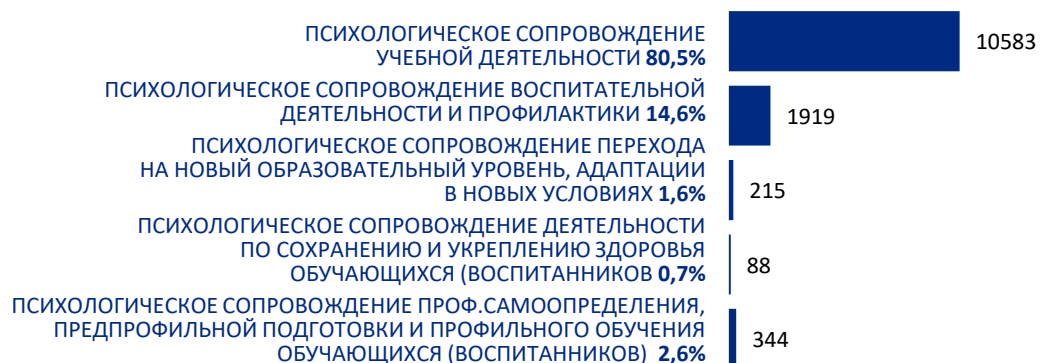 ПСИХОЛОГИЧЕСКОЕ СОПРОВОЖДЕНИЕ
УЧЕБНОЙ ДЕЯТЕЛЬНОСТИ 80,5%
10583
ПСИХОЛОГИЧЕСКОЕ СОПРОВОЖДЕНИЕ ВОСПИТАТЕЛЬНОЙ
ДЕЯТЕЛЬНОСТИ И ПРОФИЛАКТИКИ 14,6%
1919
ПСИХОЛОГИЧЕСКОЕ СОПРОВОЖДЕНИЕ ПЕРЕХОДА
НА НОВЫЙ ОБРАЗОВАТЕЛЬНЫЙ УРОВЕНЬ, АДАПТАЦИИ
В НОВЫХ УСЛОВИЯХ 1,6%
215
ПСИХОЛОГИЧЕСКОЕ СОПРОВОЖДЕНИЕ ДЕЯТЕЛЬНОСТИ
ПО СОХРАНЕНИЮ И УКРЕПЛЕНИЮ ЗДОРОВЬЯ
ОБУЧАЮЩИХСЯ (ВОСПИТАННИКОВ 0,7%
88
ПСИХОЛОГИЧЕСКОЕ СОПРОВОЖДЕНИЕ ПРОФ.САМООПРЕДЕЛЕНИЯ,
ПРЕДПРОФИЛЬНОЙ ПОДГОТОВКИ И ПРОФИЛЬНОГО ОБУЧЕНИЯ
ОБУЧАЮЩИХСЯ (ВОСПИТАННИКОВ) 2,6%
344